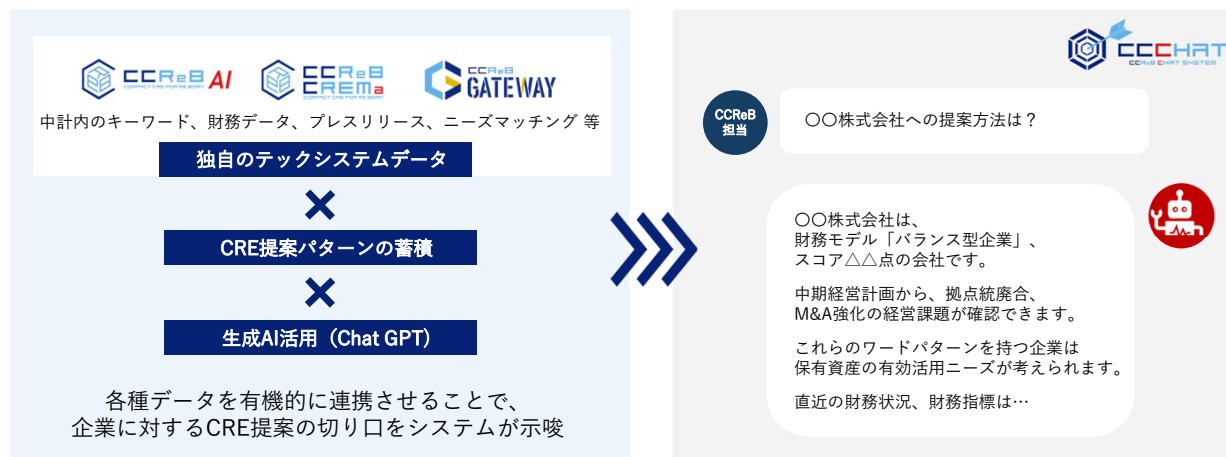 CCReB AI
COMPACT CRE FOR RE BORN
CCReB CREMa
COMPACT CRE FOR RE BORN
CCReB GATEWAY
中計内のキーワード、財務データ、プレスリリース、ニーズマッチング 等
独自のテックシステムデータ
×
CRE提案パターンの蓄積
×
生成AI活用（Chat GPT）
各種データを有機的に連携させることで、
企業に対するCRE提案の切り口をシステムが示唆
CCCHAT
CCReB CHAT SYSTEM
CCReB
担当
〇〇株式会社への提案方法は？
〇〇株式会社は、
財務モデル「バランス型企業」、
スコア△△点の会社です。
中期経営計画から、拠点統廃合、
M&A強化の経営課題が確認できます。
これらのワードパターンを持つ企業は
保有資産の有効活用ニーズが考えられます。
直近の財務状況、財務指標は…